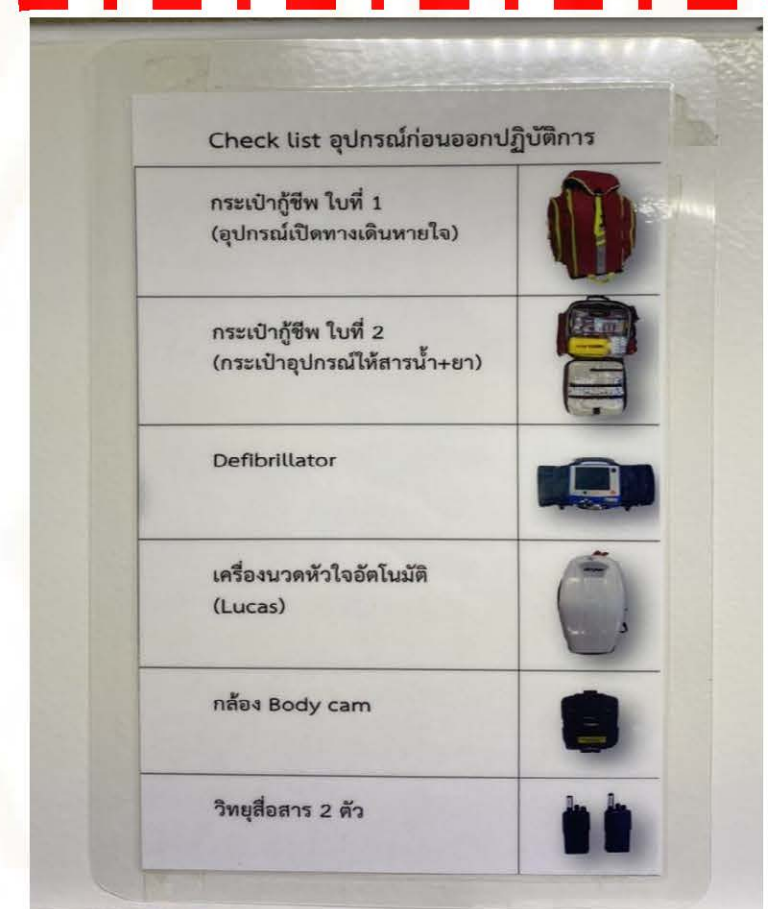 Check list อุปกรณ์ก่อนออกปฏิบัติการ
กระเป๋ากู้ชีพ ใบที่ 1
(อุปกรณ์เปิดทางเดินหายใจ)
กระเป๋ากู้ชีพ ใบที่ 2
(กระเป๋าอุปกรณ์ให้สารน้ำ+ยา)
Defibrillator
เครื่องนวดหัวใจอัตโนมัติ
(Lucas)
กล้อง Body cam
วิทยุสื่อสาร 2 ตัว